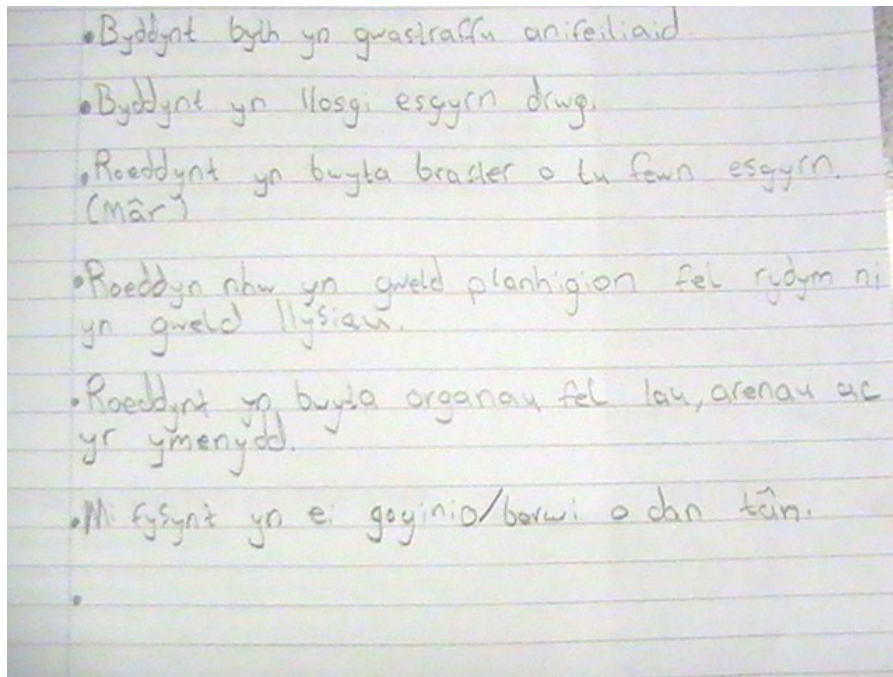 •Byddynt byth yn gwastraffu anifeiliaid
•Byddynt yn llosgi esgyrn drwg.
•Roeddynt yn bwyta braster o tu fewn esgyrn.
(Mâr)
•Roeddyn nhw yn gweld planhigion fel rydym ni
yn gweld llysiau.
•Roeddynt yn bwyta organau fel Iau, arenau ac
yr ymenydd.
•Mi fysynt yn ei goginio/berwi o dan tân.
•